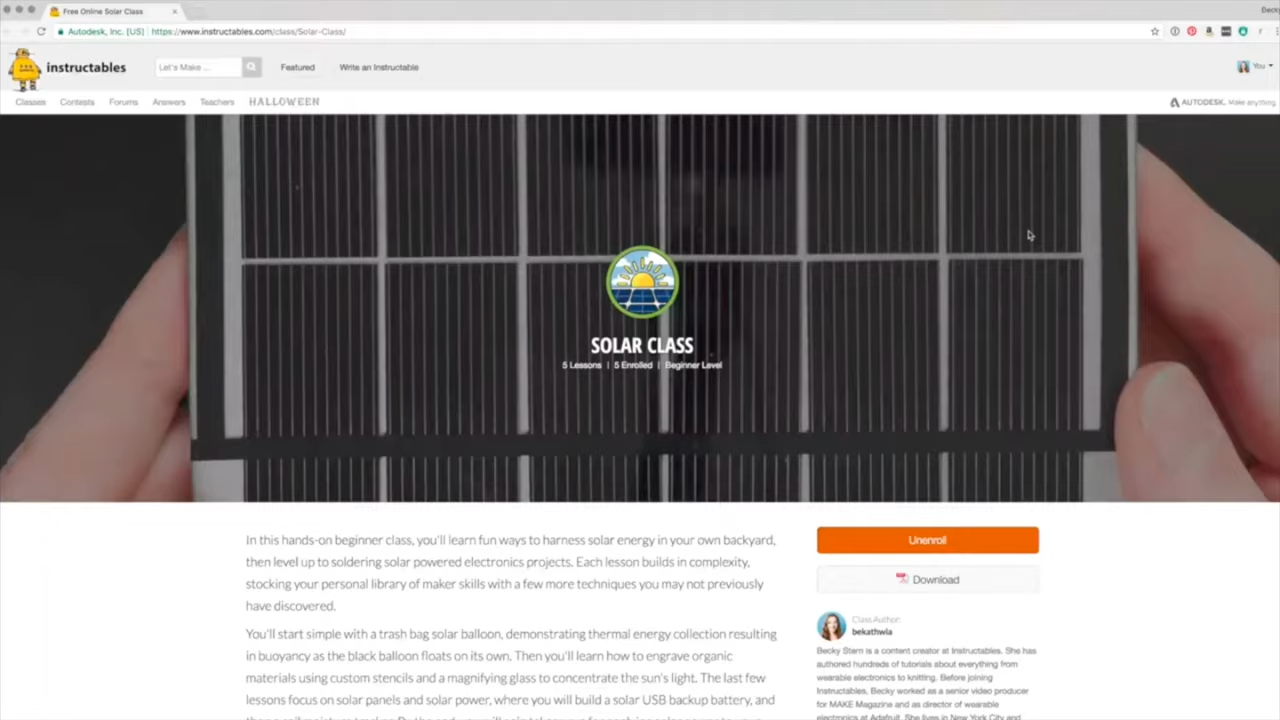 Free Online Solar Class
Becky
Autodesk, Inc. [US] | https://www.instructables.com/class/Solar-Class/
instructables
Let's Make ...
Featured
Write an Instructable
You
Classes
Contests
Forums
Answers
Teachers
HALLOWEEN
AUTODESK. Make anything.
SOLAR CLASS
5 Lessons | 5 Enrolled | Beginner Level
In this hands-on beginner class, you'll learn fun ways to harness solar energy in your own backyard,
then level up to soldering solar powered electronics projects. Each lesson builds in complexity,
stocking your personal library of maker skills with a few more techniques you may not previously
have discovered.
You'll start simple with a trash bag solar balloon, demonstrating thermal energy collection resulting
in buoyancy as the black balloon floats on its own. Then you'll learn how to engrave organic
materials using custom stencils and a magnifying glass to concentrate the sun's light. The last few
lessons focus on solar panels and solar power, where you will build a solar USB backup battery, and
Unenroll
Download
Class Author:
bekathwia
Becky Stern is a content creator at Instructables. She has
authored hundreds of tutorials about everything from
wearable electronics to knitting. Before joining
Instructables, Becky worked as a senior video producer
for MAKE Magazine and as director of wearable
electronics at Adafruit. She lives in New York City and